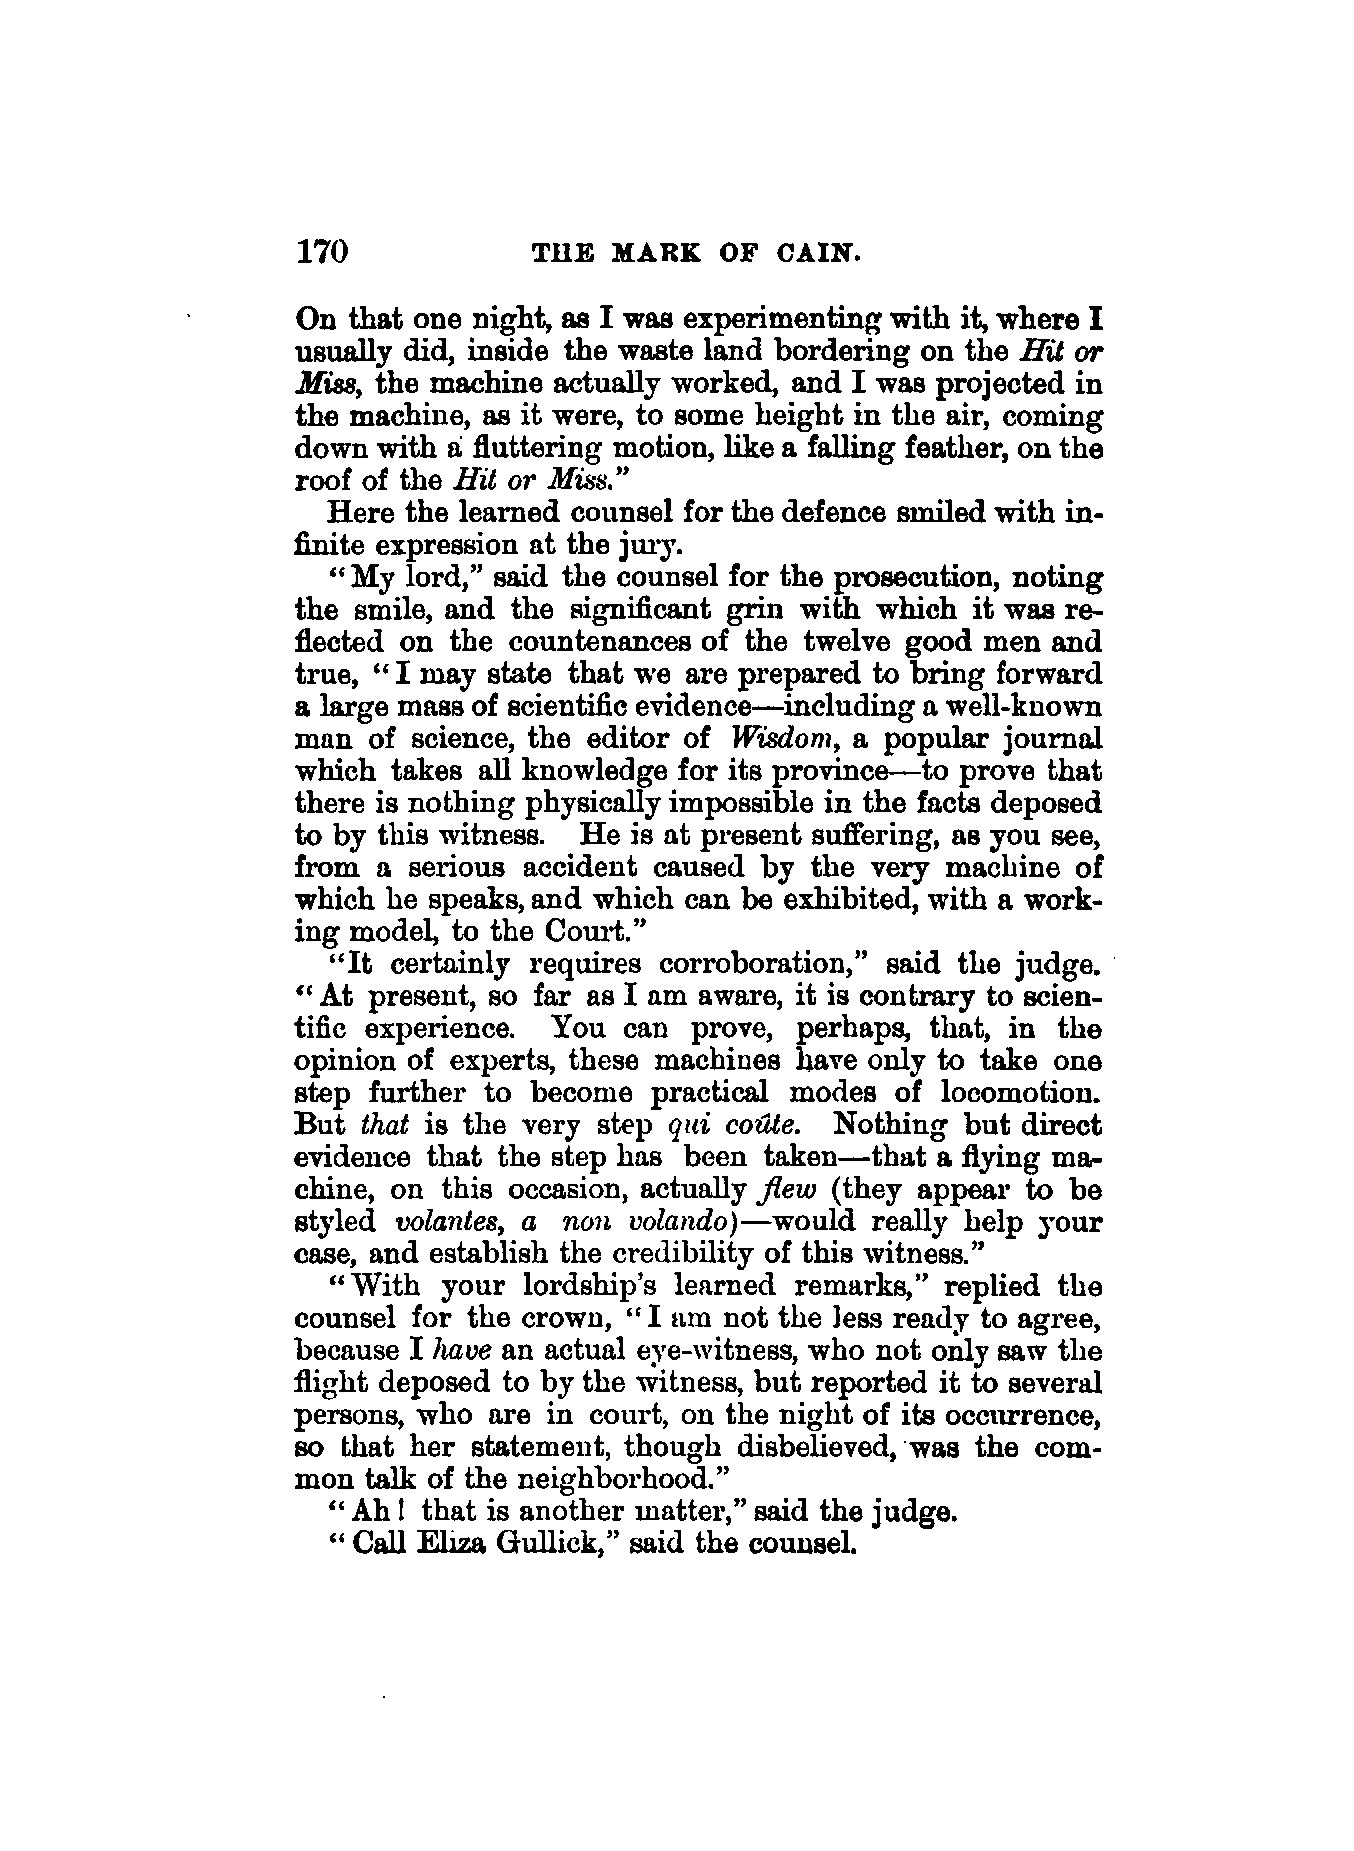 170 THE MARK OF CAIN.
On that one night, as I was experimenting with it, where I
usually did, inside the waste land bordering on the Hit or
Miss, the machine actually worked, and I was projected in
the machine, as it were, to some height in the air, coming
down with a fluttering motion, like a falling feather, on the
roof of the Hit or Miss.”
Here the learned counsel for the defence smiled with in-
finite expression at the jury.
“My lord,” said the counsel for the prosecution, noting
the smile, and the significant grin with which it was re-
flected on the countenances of the twelve good men and
true, “I may state that we are prepared to bring forward
a large mass of scientific evidence—including a well-known
man of science, the editor of Wisdom, a popular journal
which takes all knowledge for its province—to prove that
there is nothing physically impossible in the facts deposed
to by this witness. He is at present suffering, as you see,
from a serious accident caused by the very machine of
which he speaks, and which can be exhibited, with a work-
ing model, to the Court.”
“It certainly requires corroboration,” said the judge.
“At present, so far as I am aware, it is contrary to scien-
tific experience. You can prove, perhaps, that, in the
opinion of experts, these machines have only to take one
step further to become practical modes of locomotion.
But that is the very step qui coûte. Nothing but direct
evidence that the step has been taken—that a flying ma-
chine, on this occasion, actually flew (they appear to be
styled volantes, a non volando)—would really help your
case, and establish the credibility of this witness.”
“With your lordship’s learned remarks,” replied the
counsel for the crown, “I am not the less ready to agree,
because I have an actual eye-witness, who not only saw the
flight deposed to by the witness, but reported it to several
persons, who are in court, on the night of its occurrence,
so that her statement, though disbelieved, was the com-
mon talk of the neighborhood.”
“Ah! that is another matter,” said the judge.
“Call Eliza Gullick,” said the counsel.